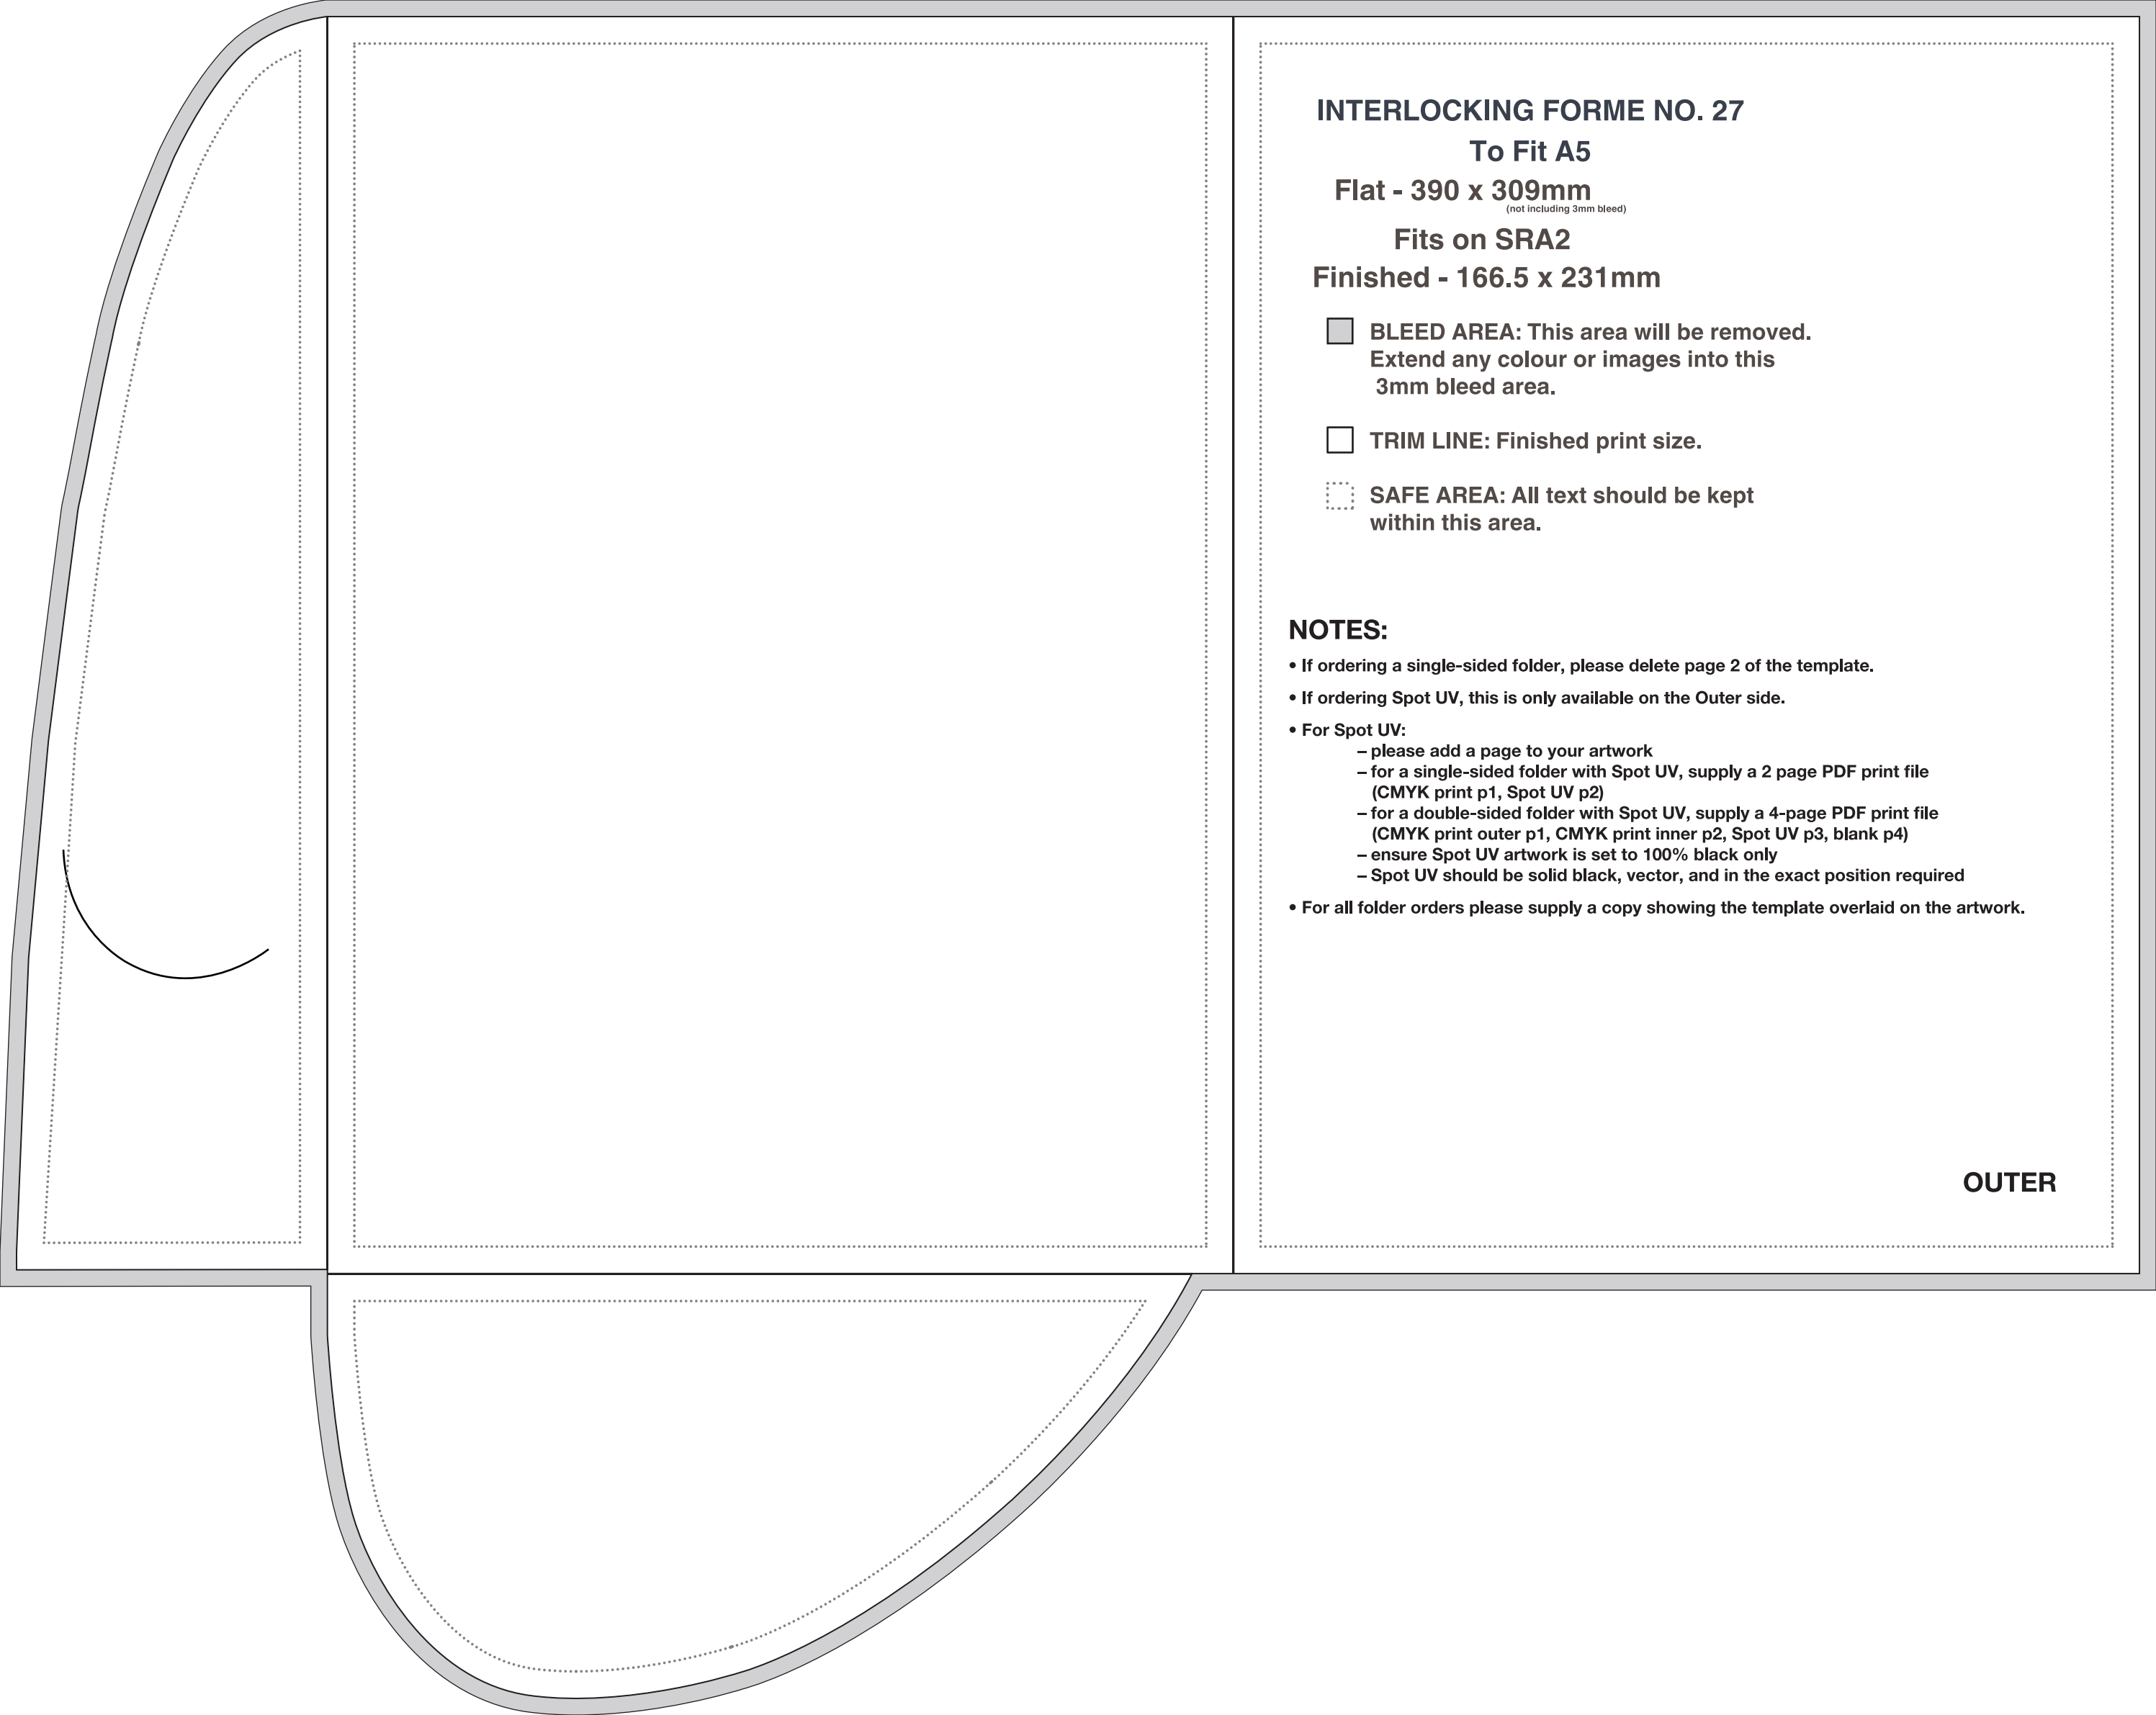 INTERLOCKING FORME NO. 27
To Fit A5
Flat - 390 x 309mm
(not including 3mm bleed)
Fits on SRA2
Finished - 166.5 x 231mm
BLEED AREA: This area will be removed.
Extend any colour or images into this
3mm bleed area.
TRIM LINE: Finished print size.
SAFE AREA: All text should be kept
within this area.
NOTES:
• If ordering a single-sided folder, please delete page 2 of the template.
• If ordering Spot UV, this is only available on the Outer side.
• For Spot UV:
– please add a page to your artwork
– for a single-sided folder with Spot UV, supply a 2 page PDF print file
(CMYK print p1, Spot UV p2)
– for a double-sided folder with Spot UV, supply a 4-page PDF print file
(CMYK print outer p1, CMYK print inner p2, Spot UV p3, blank p4)
– ensure Spot UV artwork is set to 100% black only
– Spot UV should be solid black, vector, and in the exact position required
• For all folder orders please supply a copy showing the template overlaid on the artwork.
OUTER